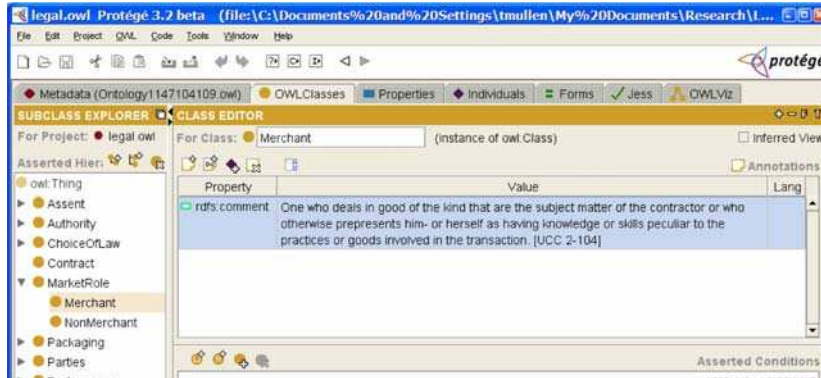 legal.owl Protégé 3.2 beta (file:\C:\Documents%20and%20Settings\tmullen\My%20Documents\Research\L...
File Edit Project OWL Code Tools Window Help
protégé
Metadata (Ontology1147104109.owl) OWLClasses Properties Individuals Forms Jess OWLViz
SUBCLASS EXPLORER
CLASS EDITOR
For Project: legal.owl
For Class: Merchant (instance of owl:Class) Inferred View
Asserted Hier
Annotations
owl:Thing
Assent
Authority
ChoiceOfLaw
Contract
MarketRole
Merchant
NonMerchant
Packaging
Parties
Property Value Lang
rdfs:comment
One who deals in good of the kind that are the subject matter of the contractor or who
otherwise prepresents him- or herself as having knowledge or skills peculiar to the
practices or goods involved in the transaction. [UCC 2-104]
Asserted Conditions